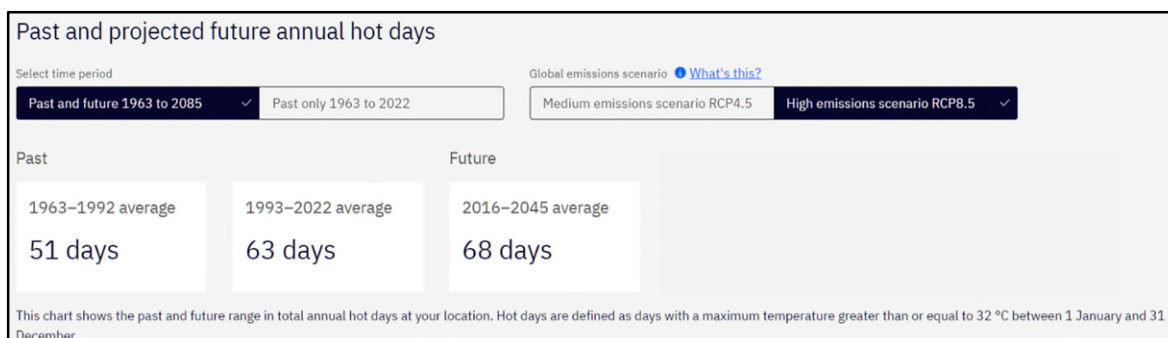 Past and projected future annual hot days
Select time period
Global emissions scenario What's this?
Past and future 1963 to 2085
Past only 1963 to 2022
Medium emissions scenario RCP4.5
High emissions scenario RCP8.5
Past
Future
1963–1992 average
1993–2022 average
2016–2045 average
51 days
63 days
68 days
This chart shows the past and future range in total annual hot days at your location. Hot days are defined as days with a maximum temperature greater than or equal to 32 °C between 1 January and 31
December.